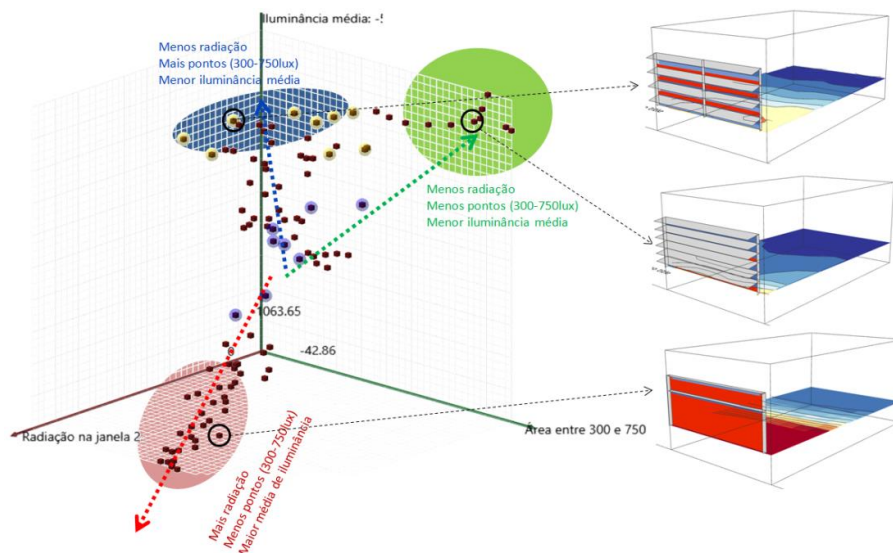 Iluminância média: -5
Menos radiação
Mais pontos (300-750lux)
Menor iluminância média
Menos radiação
Menos pontos (300-750lux)
Menor iluminância média
1063.65
-42.86
Radiação na janela 2
Área entre 300 e 750
Mais radiação
Menos pontos (300-750lux)
Maior média de iluminância